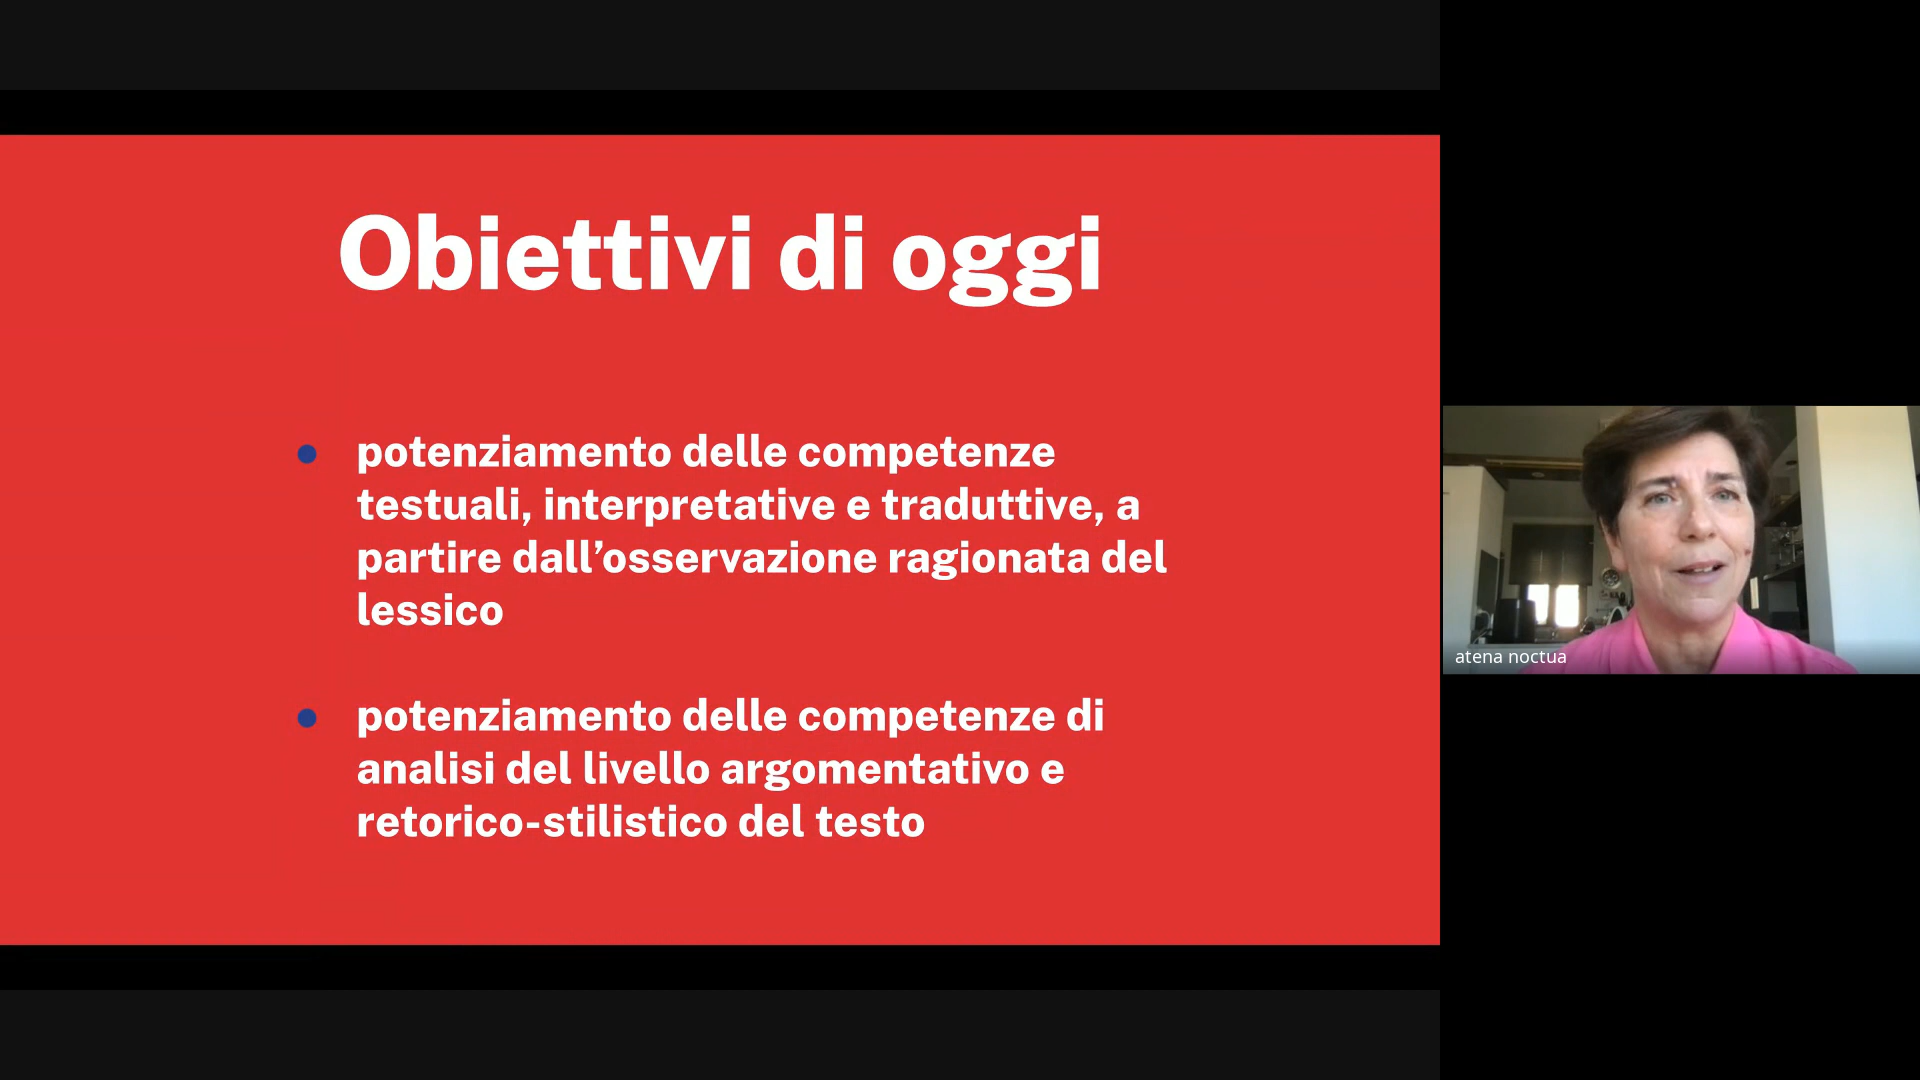 Obiettivi di oggi
potenziamento delle competenze
testuali, interpretative e traduttive, a
partire dall’osservazione ragionata del
lessico
potenziamento delle competenze di
analisi del livello argomentativo e
retorico-stilistico del testo
atena noctua